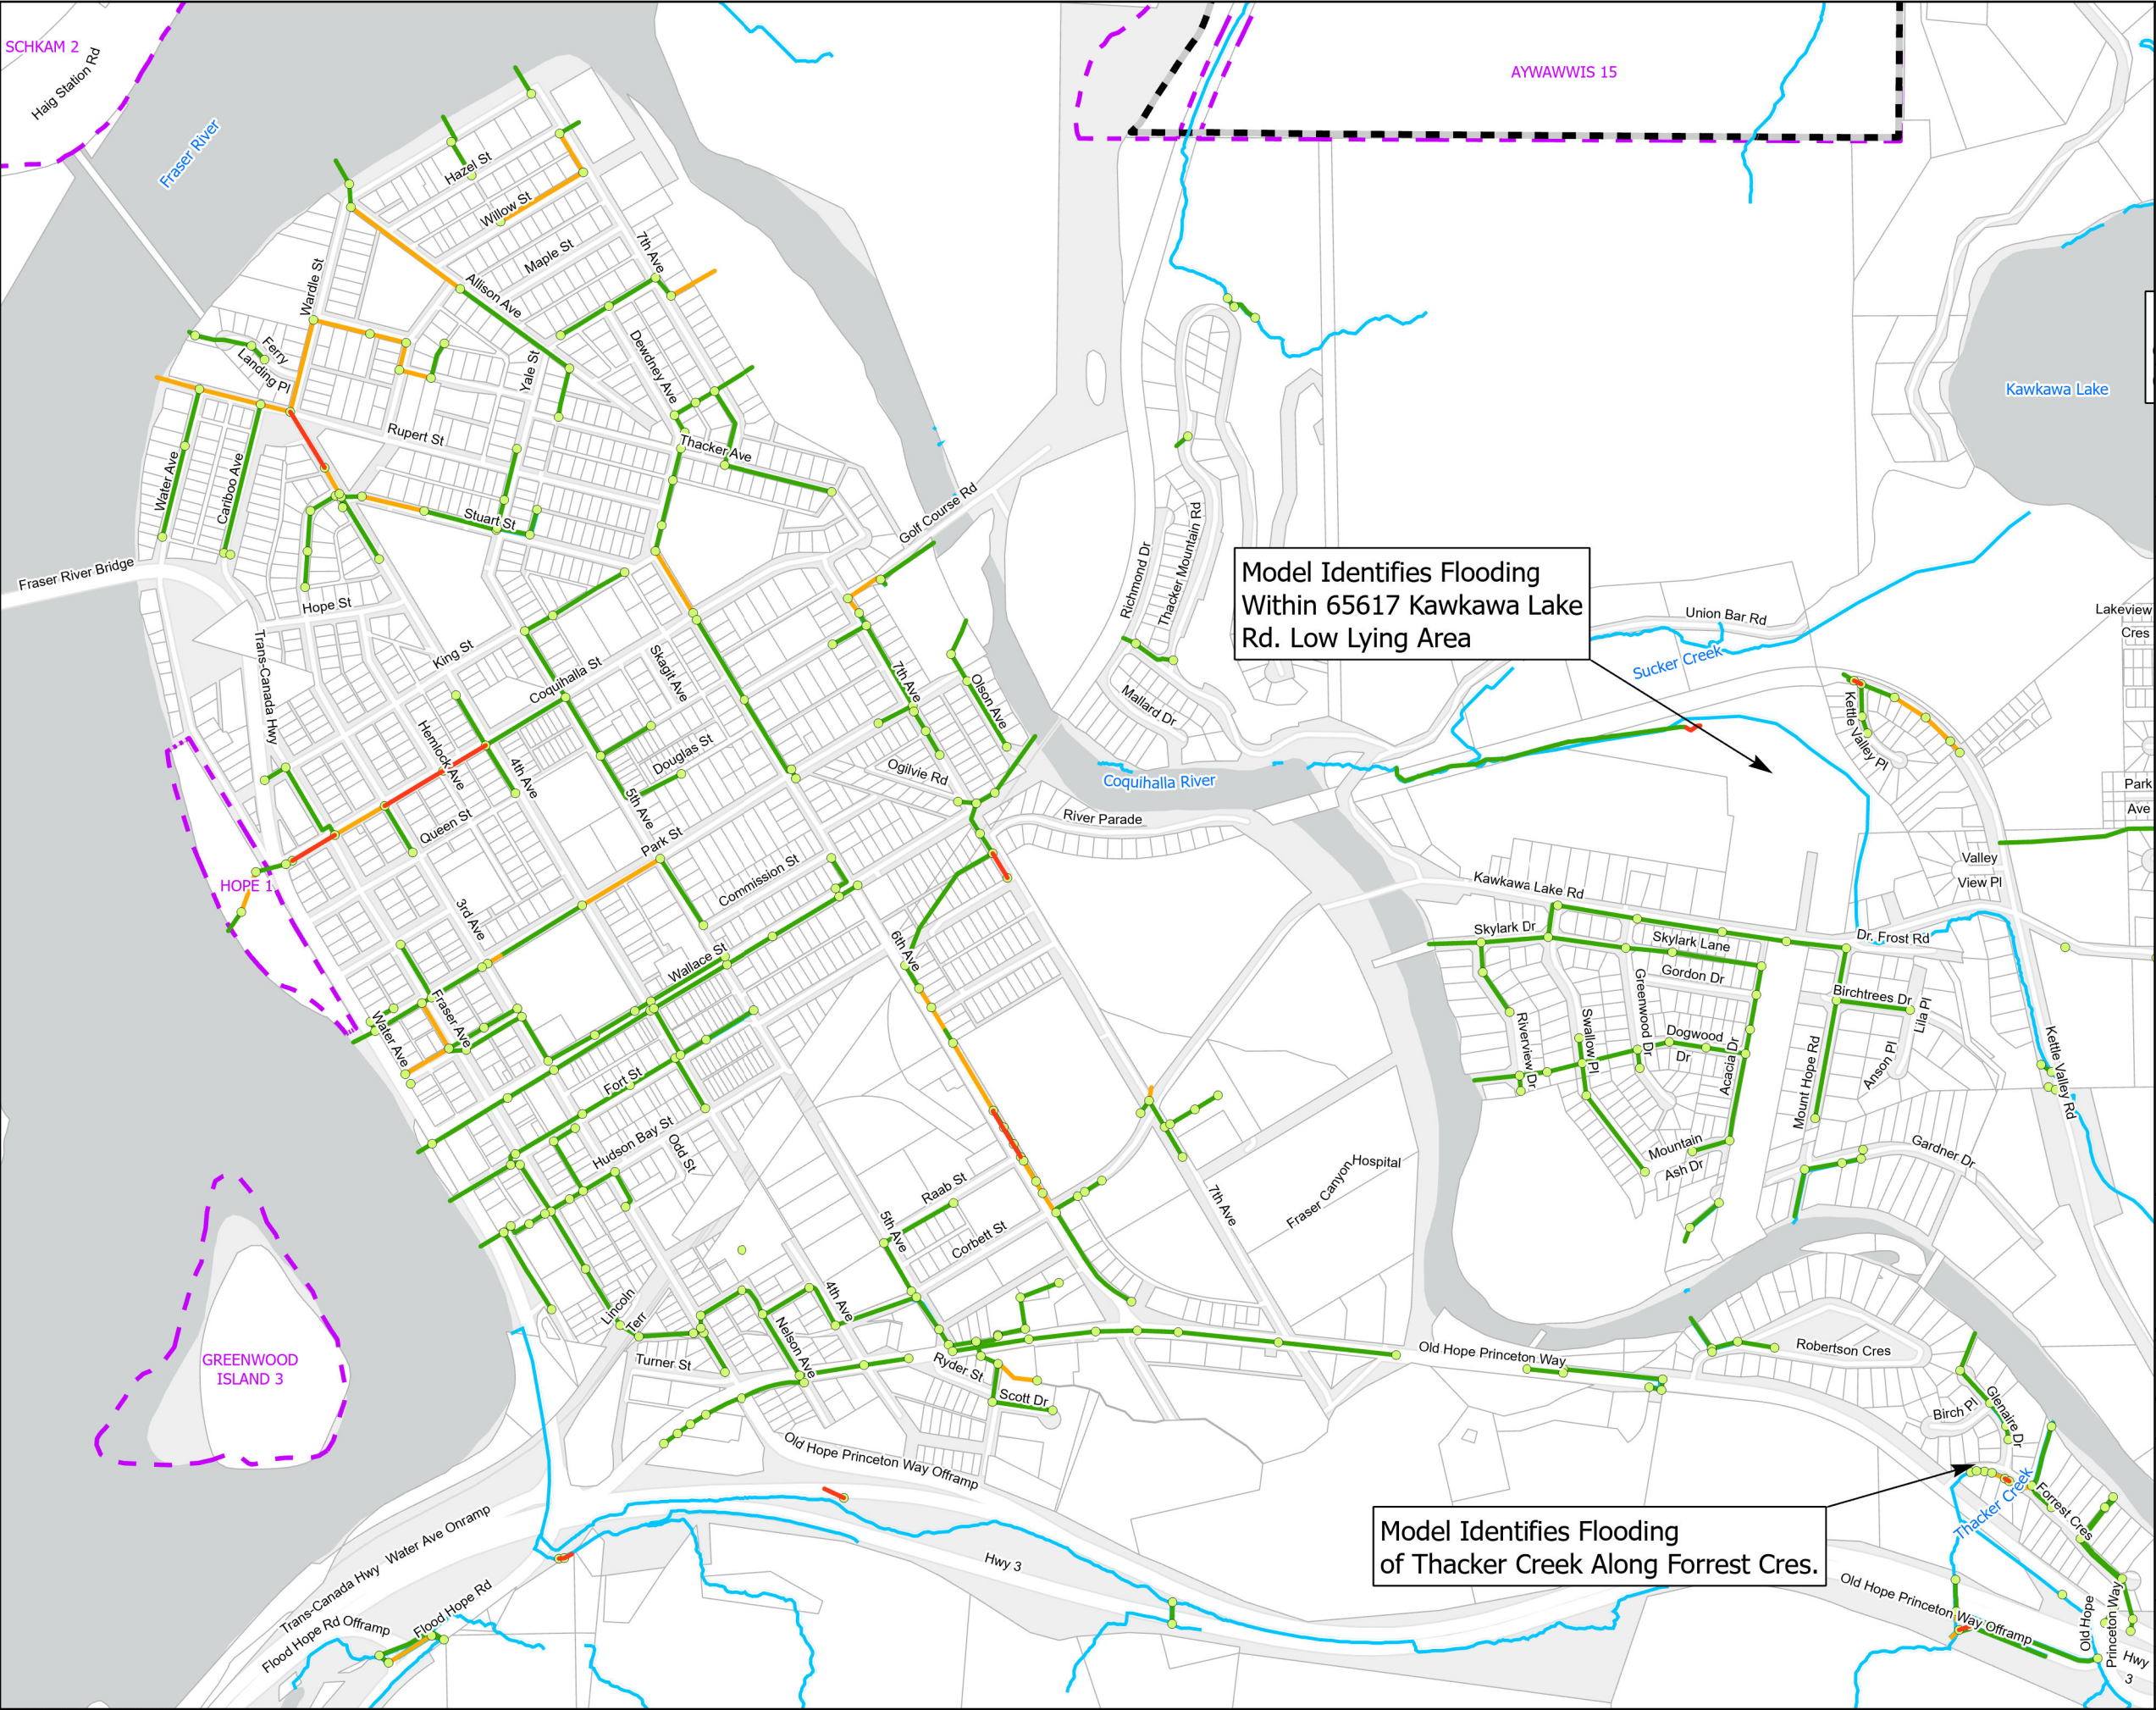 SCHKAM 2
Haig Station Rd
Fraser River
AYWAWWIS 15
Hazel St
Willow St
Maple St
7th Ave
Wardle St
Allison Ave
Ferry
Landing Pl
Yale St
Dewdney Ave
Kawkawa Lake
Rupert St
Thacker Ave
Water Ave
Cariboo Ave
Stuart St
Golf Course Rd
Richmond Dr
Thacker Mountain Rd
Fraser River Bridge
Hope St
Model Identifies Flooding
Within 65617 Kawkawa Lake
Rd. Low Lying Area
Union Bar Rd
Lakeview
Cres
Trans-Canada Hwy
King St
Coquihalla St
Skagit Ave
7th Ave
Olson Ave
Mallard Dr
Sucker Creek
Kettle Valley Pl
Hemlock Ave
4th Ave
Douglas St
Ogilvie Rd
Coquihalla River
Park
Ave
5th Ave
Queen St
Park St
River Parade
HOPE 1
Commission St
Valley
View Pl
Kawkawa Lake Rd
3rd Ave
6th Ave
Wallace St
Skylark Dr
Skylark Lane
Dr. Frost Rd
Gordon Dr
Greenwood Dr
Birchtrees Dr
Lila Pl
Water Ave
Fraser Ave
Riverview Dr
Swallow Pl
Dogwood
Dr
Acacia Dr
Mount Hope Rd
Anson Pl
Kettle Valley Rd
Fort St
Hudson Bay St
Odd St
Mountain
Ash Dr
Gardner Dr
Raab St
7th Ave
Fraser Canyon
Hospital
5th Ave
Corbett St
Lincoln
Terr
4th Ave
Nelson Ave
GREENWOOD
ISLAND 3
Turner St
Ryder St
Scott Dr
Old Hope Princeton Way
Robertson Cres
Glenaire Dr
Birch Pl
Old Hope Princeton Way Offramp
Thacker Creek
Forrest Cres
Model Identifies Flooding
of Thacker Creek Along Forrest Cres.
Trans-Canada Hwy
Water Ave Onramp
Hwy 3
Flood Hope Rd Offramp
Flood Hope Rd
Old Hope Princeton Way Offramp
Old Hope
Princeton Way
Hwy
3